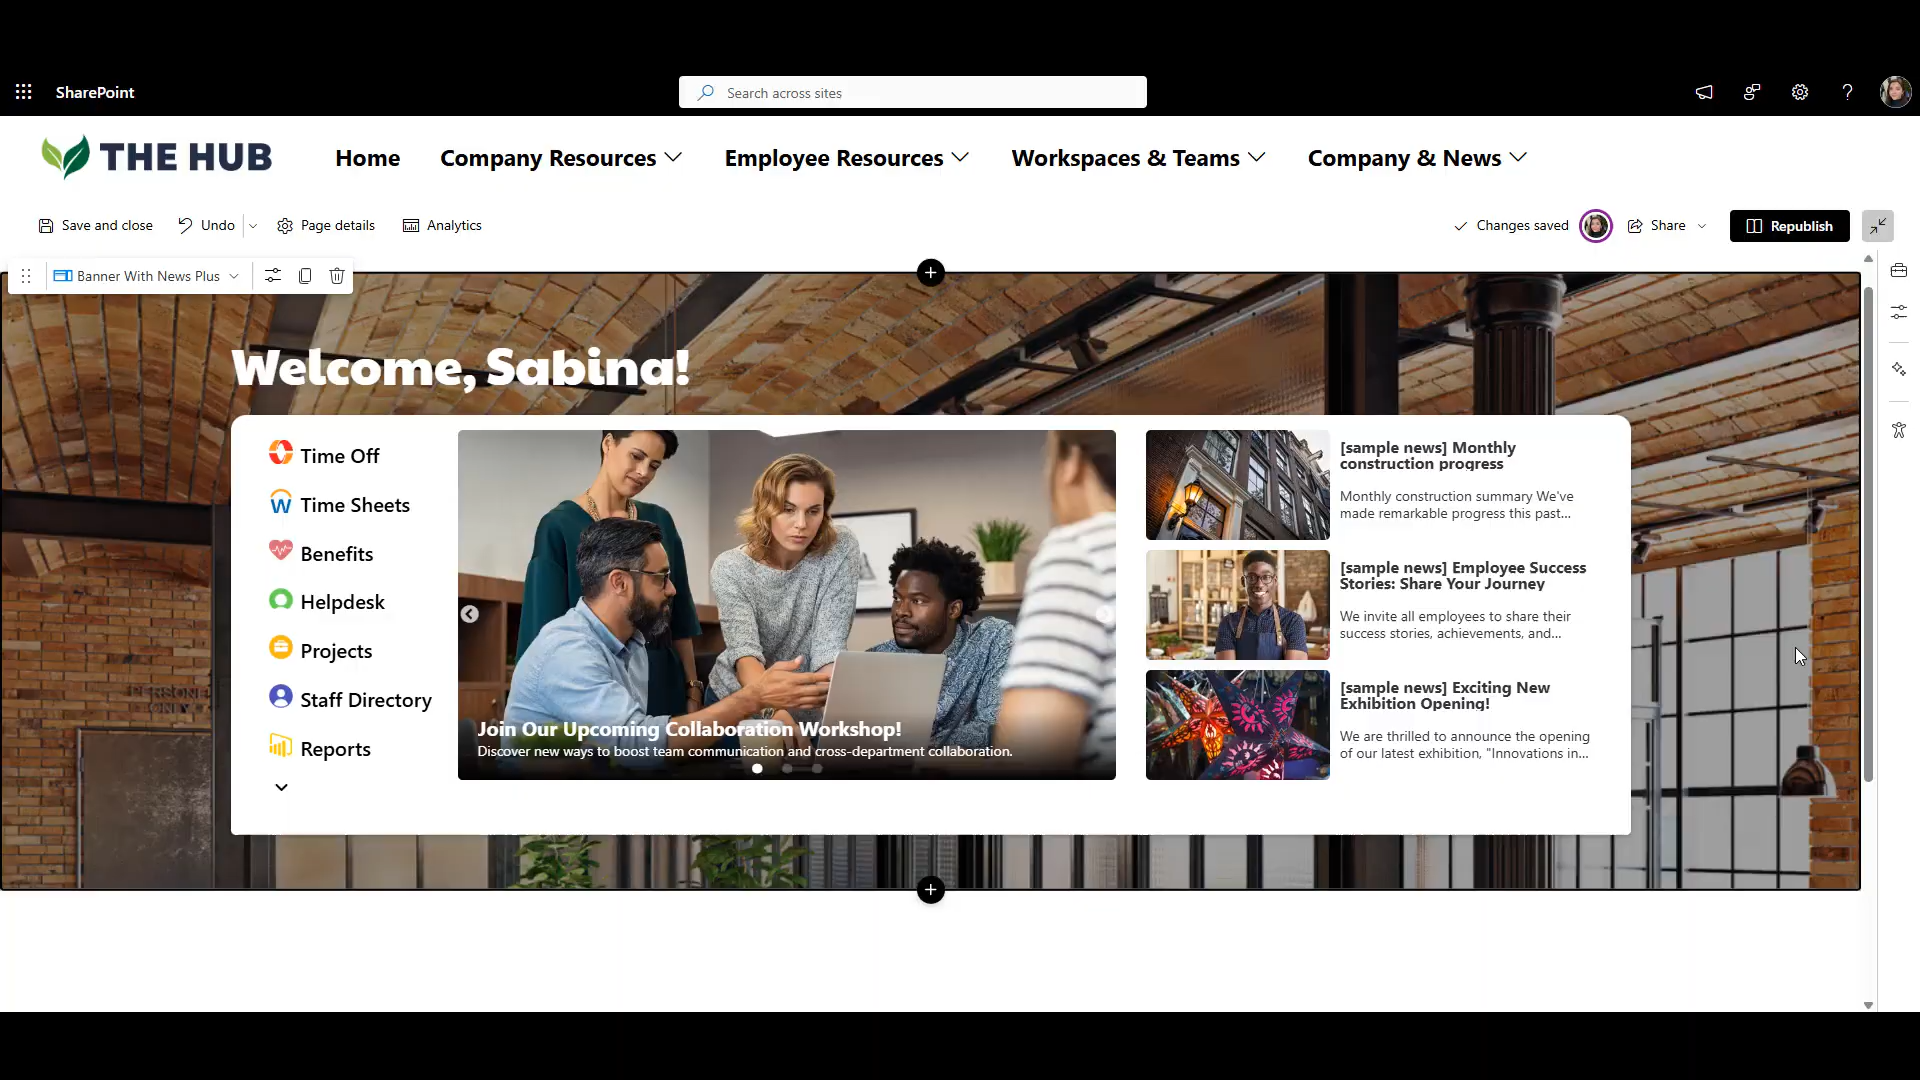 SharePoint
Search across sites
THE HUB
Home
Company Resources
Employee Resources
Workspaces & Teams
Company & News
Save and close
Undo
Page details
Analytics
Changes saved
Share
Republish
Banner With News Plus
Welcome, Sabina!
Time Off
Time Sheets
Benefits
Helpdesk
Projects
Staff Directory
Reports
Join Our Upcoming Collaboration Workshop!
Discover new ways to boost team communication and cross-department collaboration.
[sample news] Monthly
construction progress
Monthly construction summary We've
made remarkable progress this past...
[sample news] Employee Success
Stories: Share Your Journey
We invite all employees to share their
success stories, achievements, and...
[sample news] Exciting New
Exhibition Opening!
We are thrilled to announce the opening
of our latest exhibition, "Innovations in...
PERSONE
ONLY